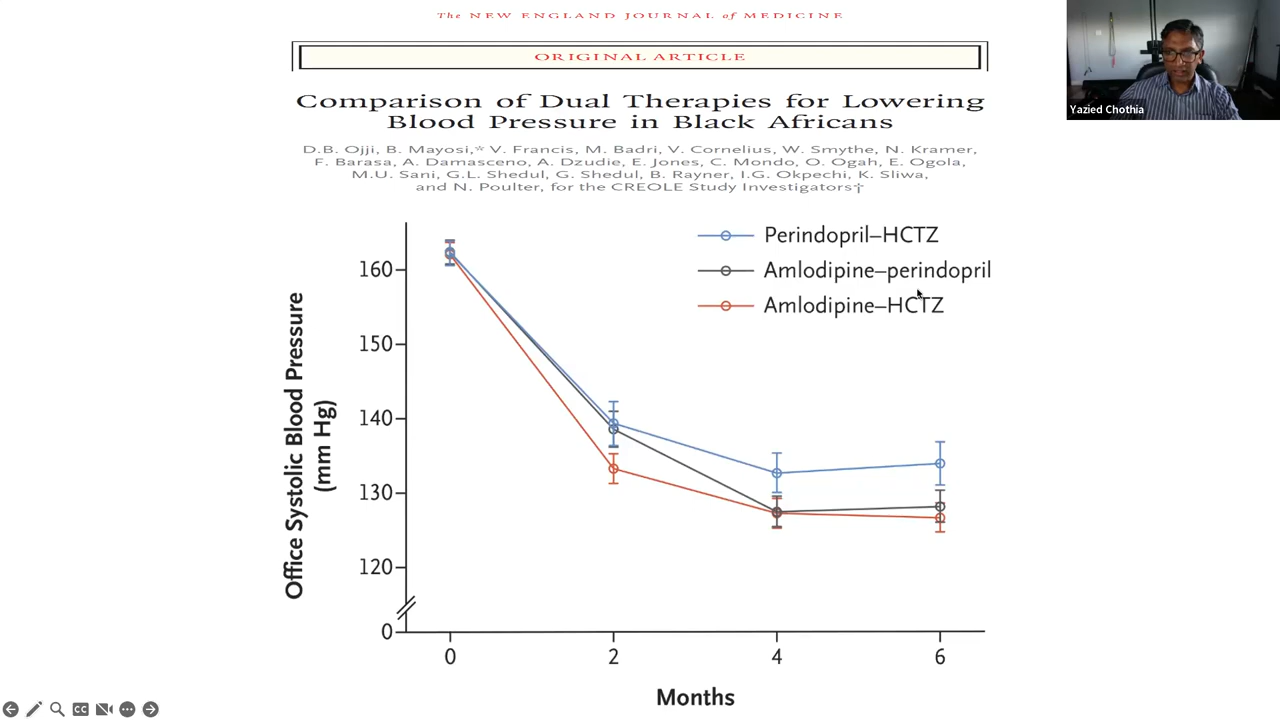 The NEW ENGLAND JOURNAL of MEDICINE
ORIGINAL ARTICLE
Comparison of Dual Therapies for Lowering
Blood Pressure in Black Africans
D.B. Ojji, B. Mayosi,* V. Francis, M. Badri, V. Cornelius, W. Smythe, N. Kramer,
F. Barasa, A. Damasceno, A. Dzudie, E. Jones, C. Mondo, O. Ogah, E. Ogola,
M.U. Sani, G.L. Shedul, G. Shedul, B. Rayner, I.G. Okpechi, K. Sliwa,
and N. Poulter, for the CREOLE Study Investigators†
Yazied Chothia
Perindopril–HCTZ
Amlodipine–perindopril
Amlodipine–HCTZ
Office Systolic Blood Pressure
(mm Hg)
160
150
140
130
120
0
0 2 4 6
Months
CC